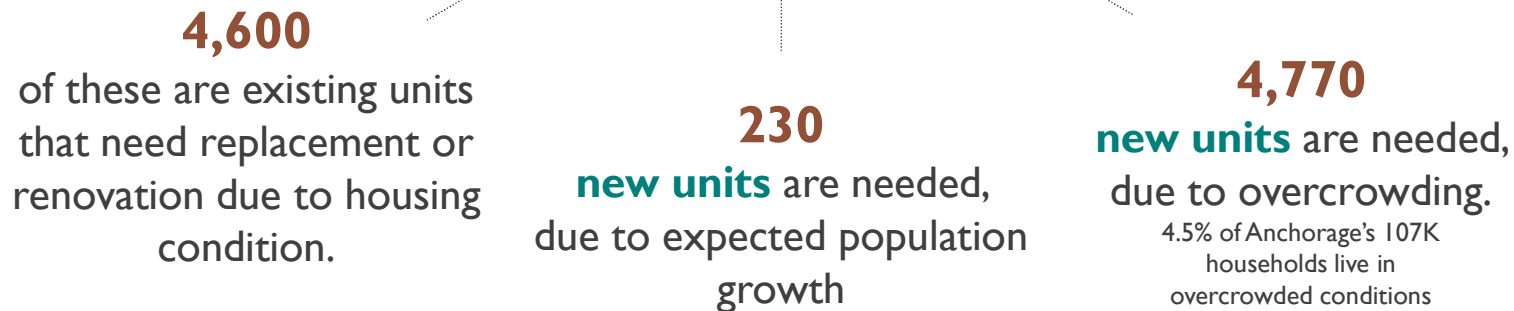 4,600
of these are existing units
that need replacement or
renovation due to housing
condition.
230
new units are needed,
due to expected population
growth
4,770
new units are needed,
due to overcrowding.
4.5% of Anchorage's 107K
households live in
overcrowded conditions